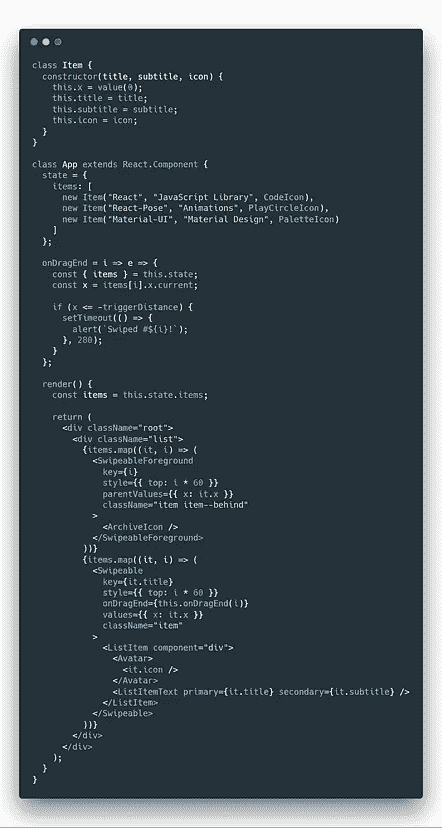 class Item {
  constructor(title, subtitle, icon) {
    this.x = value(0);
    this.title = title;
    this.subtitle = subtitle;
    this.icon = icon;
  }
}

class App extends React.Component {
  state = {
    items: [
      new Item("React", "JavaScript Library", CodeIcon),
      new Item("React-Pose", "Animations", PlayCircleIcon),
      new Item("Material-UI", "Material Design", PaletteIcon)
    ]
  };

  onDragEnd = i => e => {
    const { items } = this.state;
    const x = items[i].x.current;

    if (x <= -triggerDistance) {
      setTimeout(() => {
        alert(`Swiped #${i}!`);
      }, 280);
    }
  };

  render() {
    const items = this.state.items;

    return (
      <div className="root">
        <div className="list">
          {items.map((it, i) => (
            <SwipeableForeground
              key={i}
              style={{ top: i * 60 }}
              parentValues={{ x: it.x }}
              className="item item--behind"
            >
              <ArchiveIcon />
            </SwipeableForeground>
          ))}
          {items.map((it, i) => (
            <Swipeable
              key={it.title}
              style={{ top: i * 60 }}
              onDragEnd={this.onDragEnd(i)}
              values={{ x: it.x }}
              className="item"
            >
              <ListItem component="div">
                <Avatar>
                  <it.icon />
                </Avatar>
                <ListItemText primary={it.title} secondary={it.subtitle} />
              </ListItem>
            </Swipeable>
          ))}
        </div>
      </div>
    );
  }
}